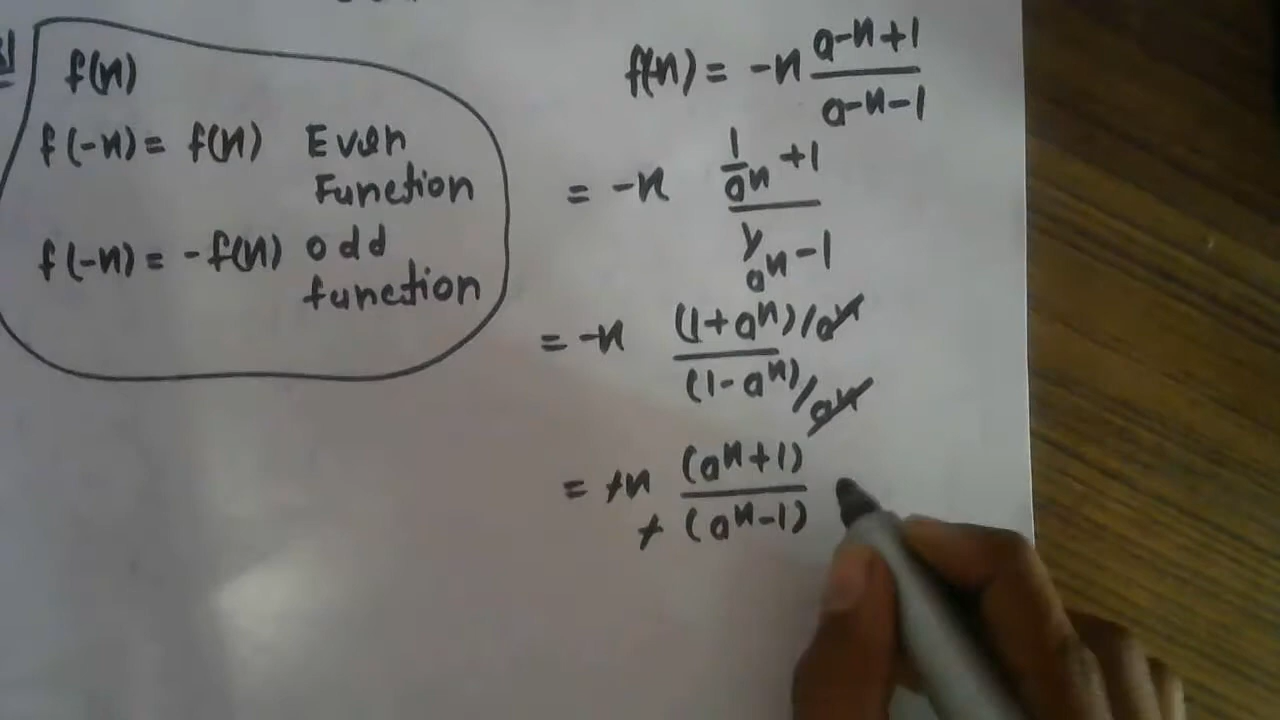 f(x)
f(-x) = f(x) Even
Function
f(-x) = -f(x) odd
function
f(-x) = -x (a^-x + 1)/(a^-x - 1)
= -x (1/a^x + 1)/(1/a^x - 1)
= -x ((1 + a^x)/a^x)/((1 - a^x)/a^x)
= +x (a^x + 1)/+(a^x - 1)